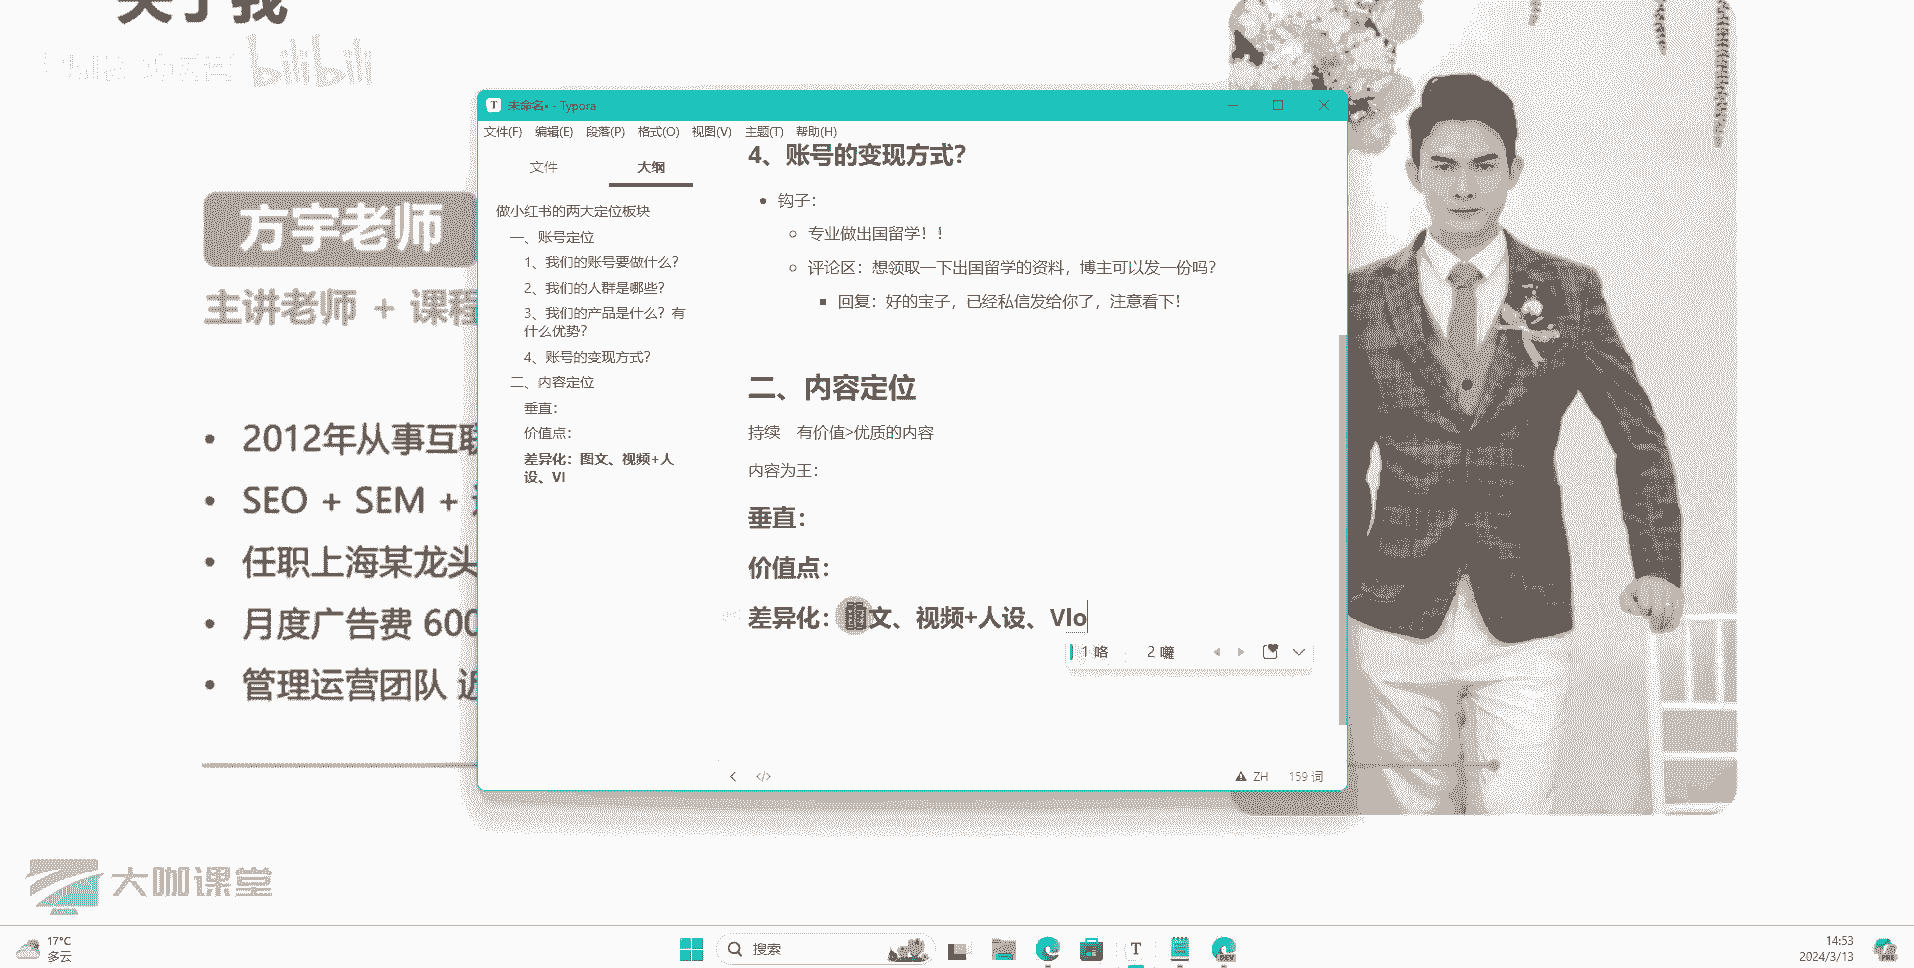 关于我
bilibili
方宇老师
主讲老师 + 课程
2012年从事互联
SEO + SEM +
任职上海某龙头
月度广告费 600
管理运营团队 近
未命名• - Typora
文件(F) 编辑(E) 段落(P) 格式(O) 视图(V) 主题(T) 帮助(H)
文件 大纲
做小红书的两大定位板块
一、账号定位
1、我们的账号要做什么？
2、我们的人群是哪些？
3、我们的产品是什么？有
什么优势？
4、账号的变现方式？
二、内容定位
垂直：
价值点：
差异化：图文、视频+人
设、Vl
4、账号的变现方式？
钩子：
专业做出国留学！！
评论区：想领取一下出国留学的资料，博主可以发一份吗？
回复：好的宝子，已经私信发给你了，注意看下！
二、内容定位
持续 有价值>优质的内容
内容为王：
垂直：
价值点：
差异化：图文、视频+人设、Vlo
1 咯 2 囖
ZH 159 词
大咖课堂
17°C
多云
搜索
14:53
2024/3/13